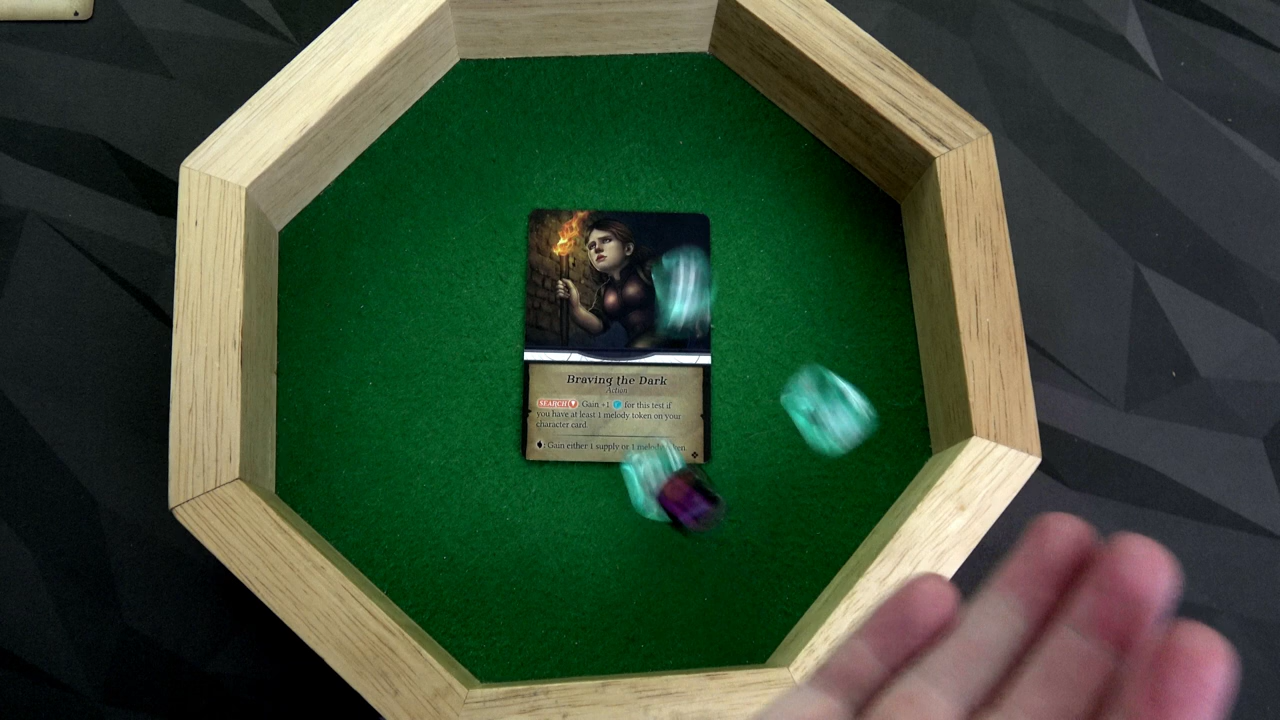 Braving the Dark
Action
SEARCH : Gain +1 for this test if
you have at least 1 melody token on your
character card.
: Gain either 1 supply or 1